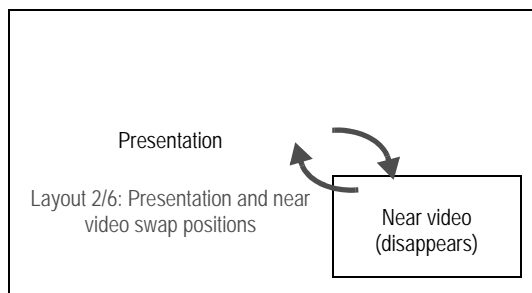 Presentation
Layout 2/6: Presentation and near
video swap positions
Near video
(disappears)